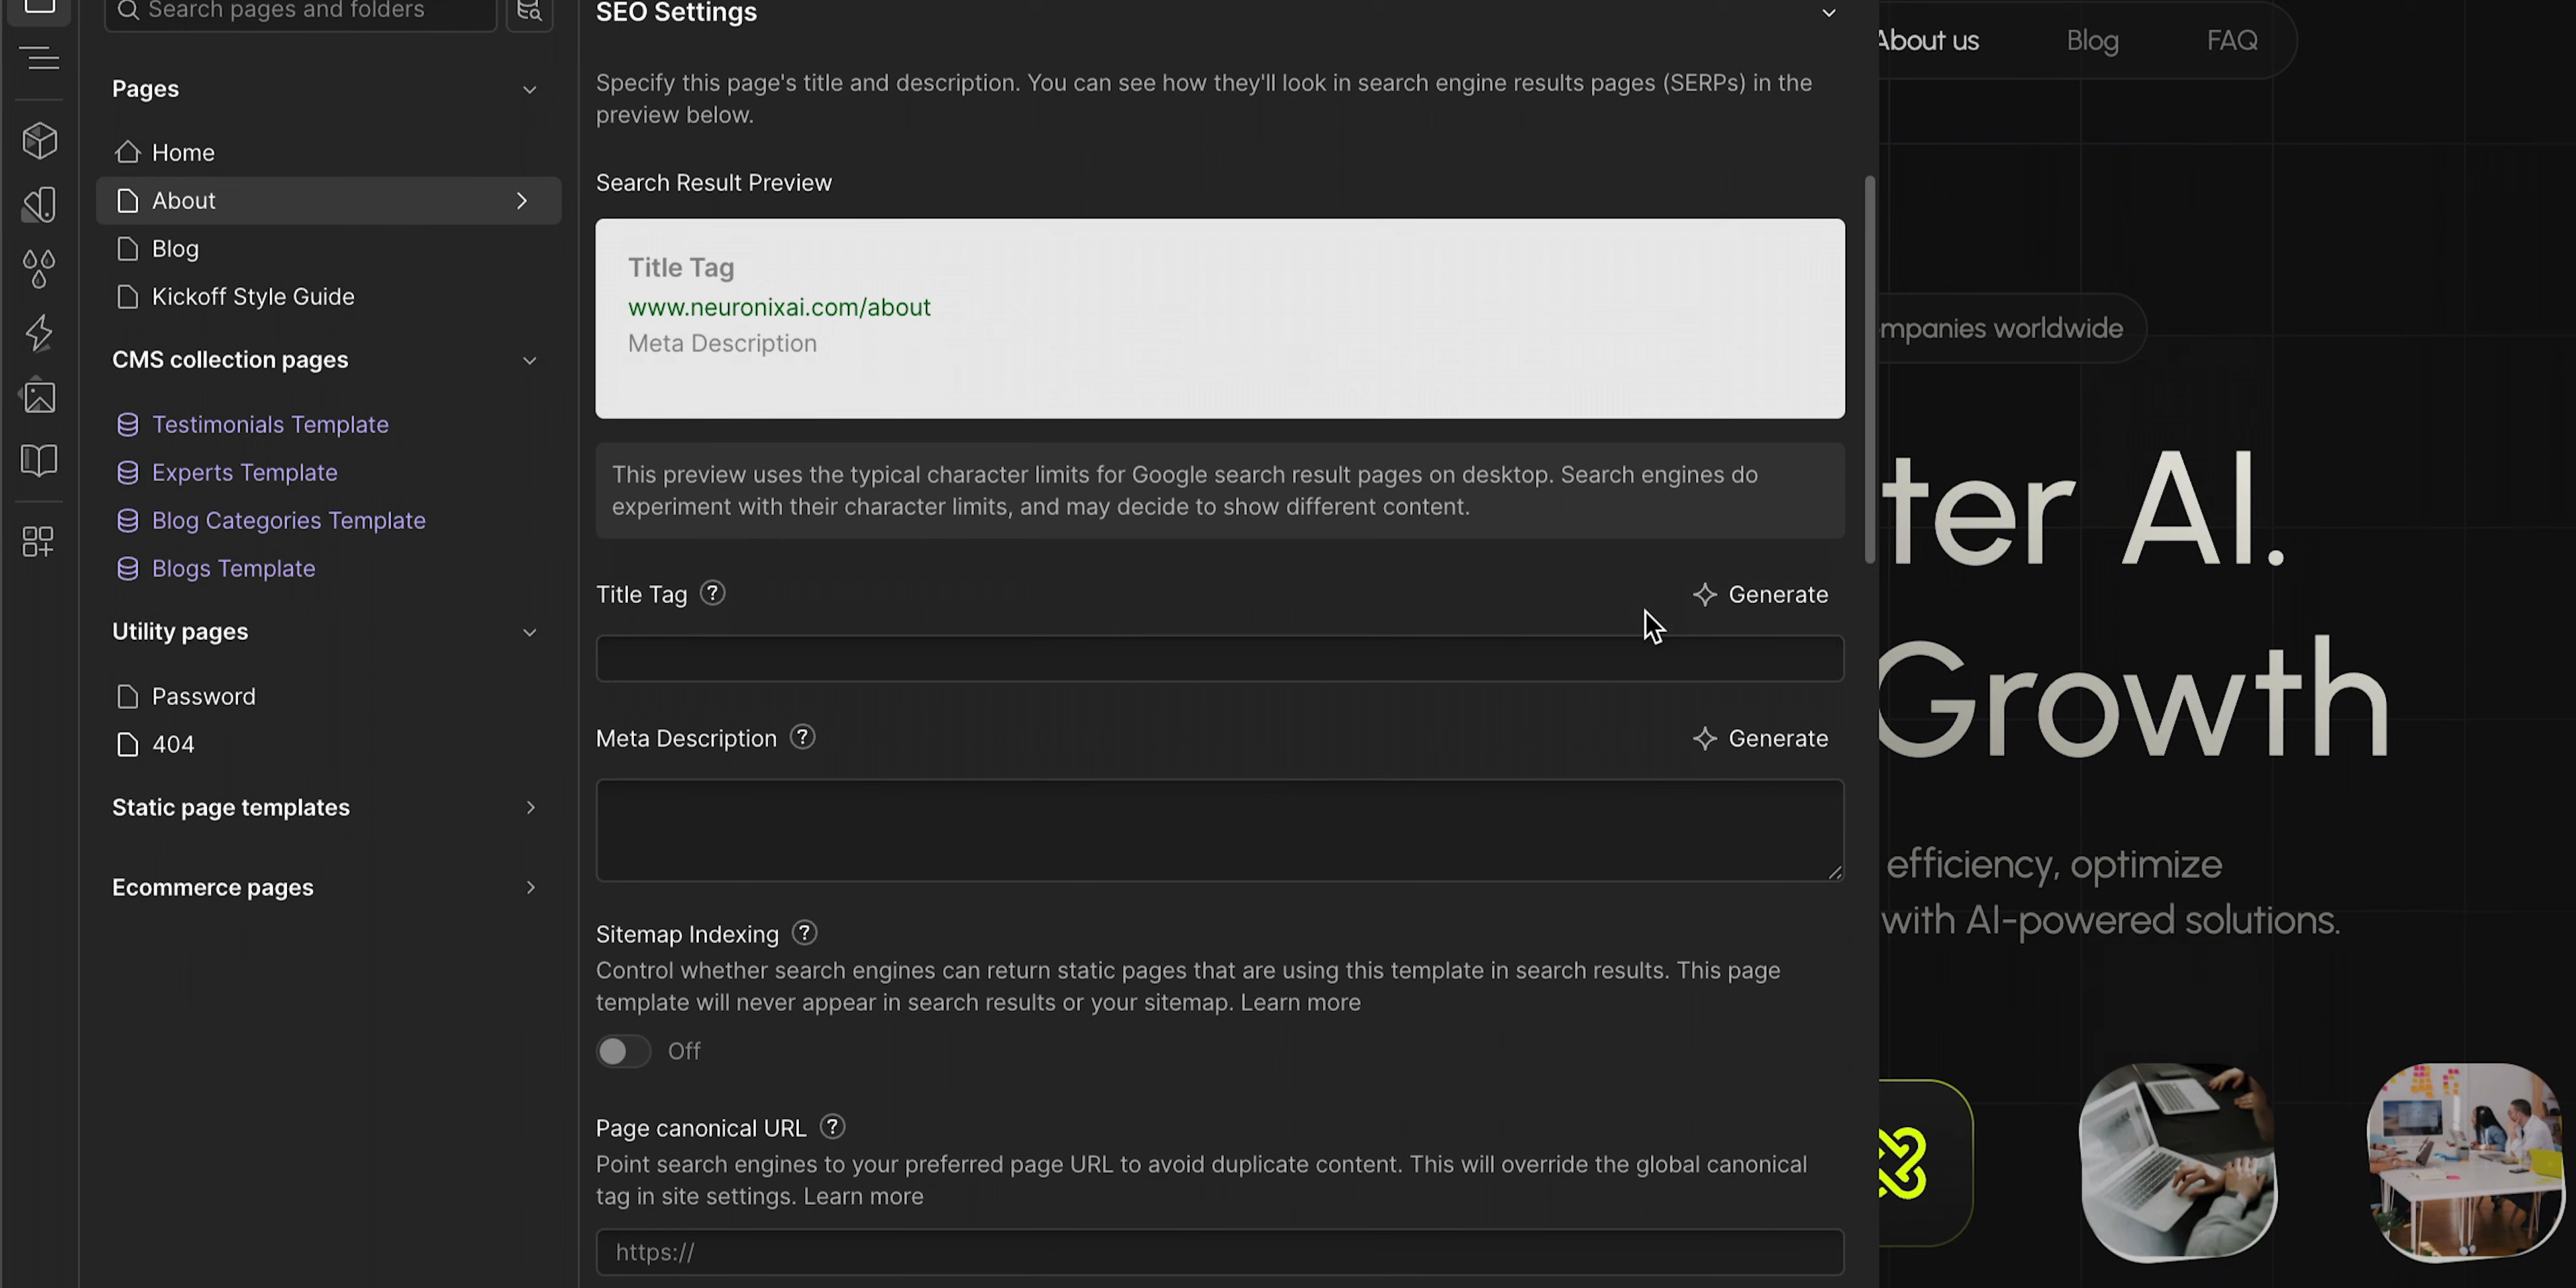 Search pages and folders
Pages
Home
About
Blog
Kickoff Style Guide
CMS collection pages
Testimonials Template
Experts Template
Blog Categories Template
Blogs Template
Utility pages
Password
404
Static page templates
Ecommerce pages
SEO Settings
Specify this page's title and description. You can see how they'll look in search engine results pages (SERPs) in the
preview below.
Search Result Preview
Title Tag
www.neuronixai.com/about
Meta Description
This preview uses the typical character limits for Google search result pages on desktop. Search engines do
experiment with their character limits, and may decide to show different content.
Title Tag ? Generate
Meta Description ? Generate
Sitemap Indexing ?
Control whether search engines can return static pages that are using this template in search results. This page
template will never appear in search results or your sitemap. Learn more
Off
Page canonical URL ?
Point search engines to your preferred page URL to avoid duplicate content. This will override the global canonical
tag in site settings. Learn more
https://
About us Blog FAQ
mpanies worldwide
ter AI.
Growth
efficiency, optimize
with AI-powered solutions.